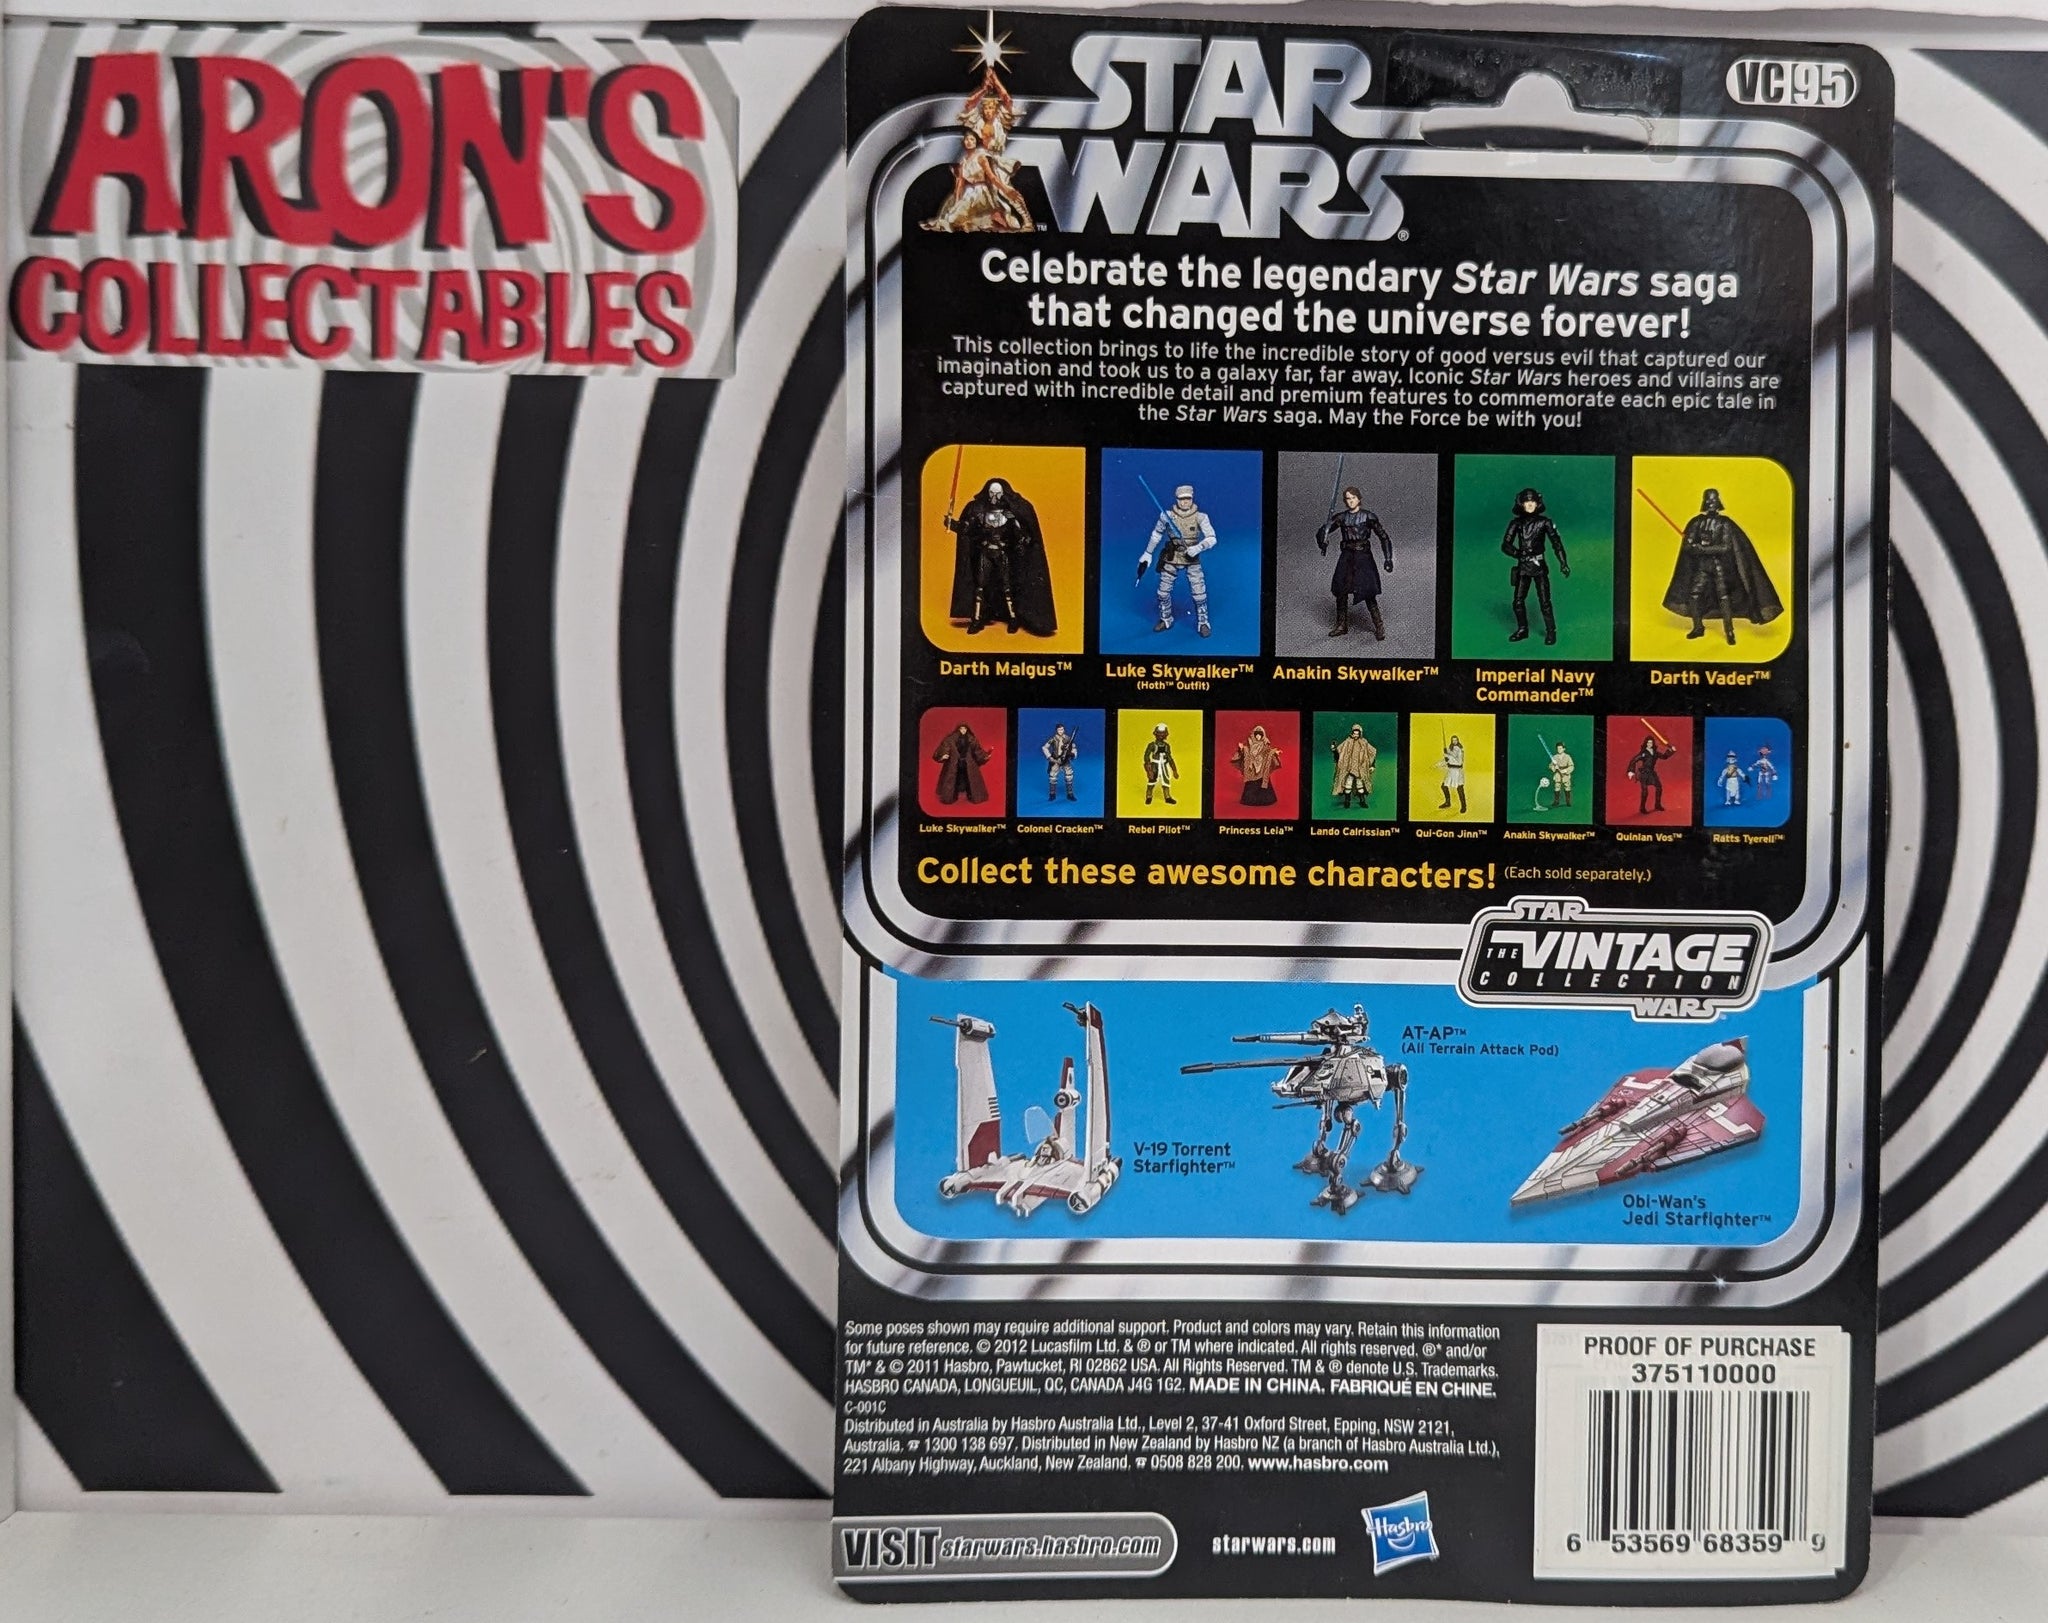 ARON'S
COLLECTABLES
STAR
WARS®
™
VC95
Celebrate the legendary Star Wars saga
that changed the universe forever!
This collection brings to life the incredible story of good versus evil that captured our
imagination and took us to a galaxy far, far away. Iconic Star Wars heroes and villains are
captured with incredible detail and premium features to commemorate each epic tale in
the Star Wars saga. May the Force be with you!
Darth Malgus™
Luke Skywalker™
(Hoth™ Outfit)
Anakin Skywalker™
Imperial Navy
Commander™
Darth Vader™
Luke Skywalker™
Colonel Cracken™
Rebel Pilot™
Princess Leia™
Lando Calrissian™
Qui-Gon Jinn™
Anakin Skywalker™
Quinlan Vos™
Ratts Tyerell™
Collect these awesome characters! (Each sold separately.)
STAR
THE VINTAGE
COLLECTION
WARS
V-19 Torrent
Starfighter™
AT-AP™
(All Terrain Attack Pod)
Obi-Wan's
Jedi Starfighter™
Some poses shown may require additional support. Product and colors may vary. Retain this information
for future reference. © 2012 Lucasfilm Ltd. & ® or TM where indicated. All rights reserved. ®* and/or
TM* & © 2011 Hasbro, Pawtucket, RI 02862 USA. All Rights Reserved. TM & ® denote U.S. Trademarks.
HASBRO CANADA, LONGUEUIL, QC, CANADA J4G 1G2. MADE IN CHINA. FABRIQUÉ EN CHINE.
C-001C
Distributed in Australia by Hasbro Australia Ltd., Level 2, 37-41 Oxford Street, Epping, NSW 2121,
Australia. ☎ 1300 138 697. Distributed in New Zealand by Hasbro NZ (a branch of Hasbro Australia Ltd.),
221 Albany Highway, Auckland, New Zealand. ☎ 0508 828 200. www.hasbro.com
VISIT starwars.hasbro.com
starwars.com
Hasbro
PROOF OF PURCHASE
375110000
6 53569 68359 9